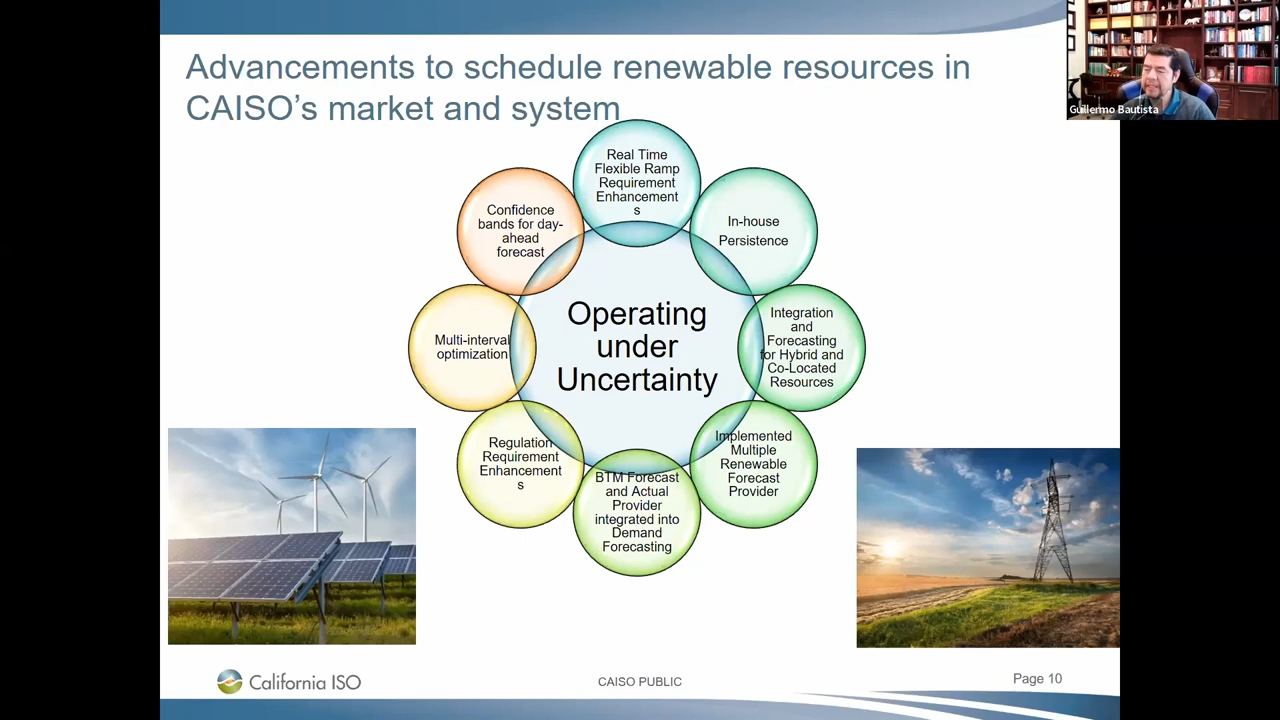 Advancements to schedule renewable resources in
CAISO's market and system
Guillermo Bautista
Real Time
Flexible Ramp
Requirement
Enhancement
s
In-house
Persistence
Integration
and
Forecasting
for Hybrid and
Co-Located
Resources
Implemented
Multiple
Renewable
Forecast
Provider
BTM Forecast
and Actual
Provider
integrated into
Demand
Forecasting
Regulation
Requirement
Enhancement
s
Multi-interval
optimization
Confidence
bands for day-
ahead
forecast
Operating
under
Uncertainty
California ISO
CAISO PUBLIC
Page 10